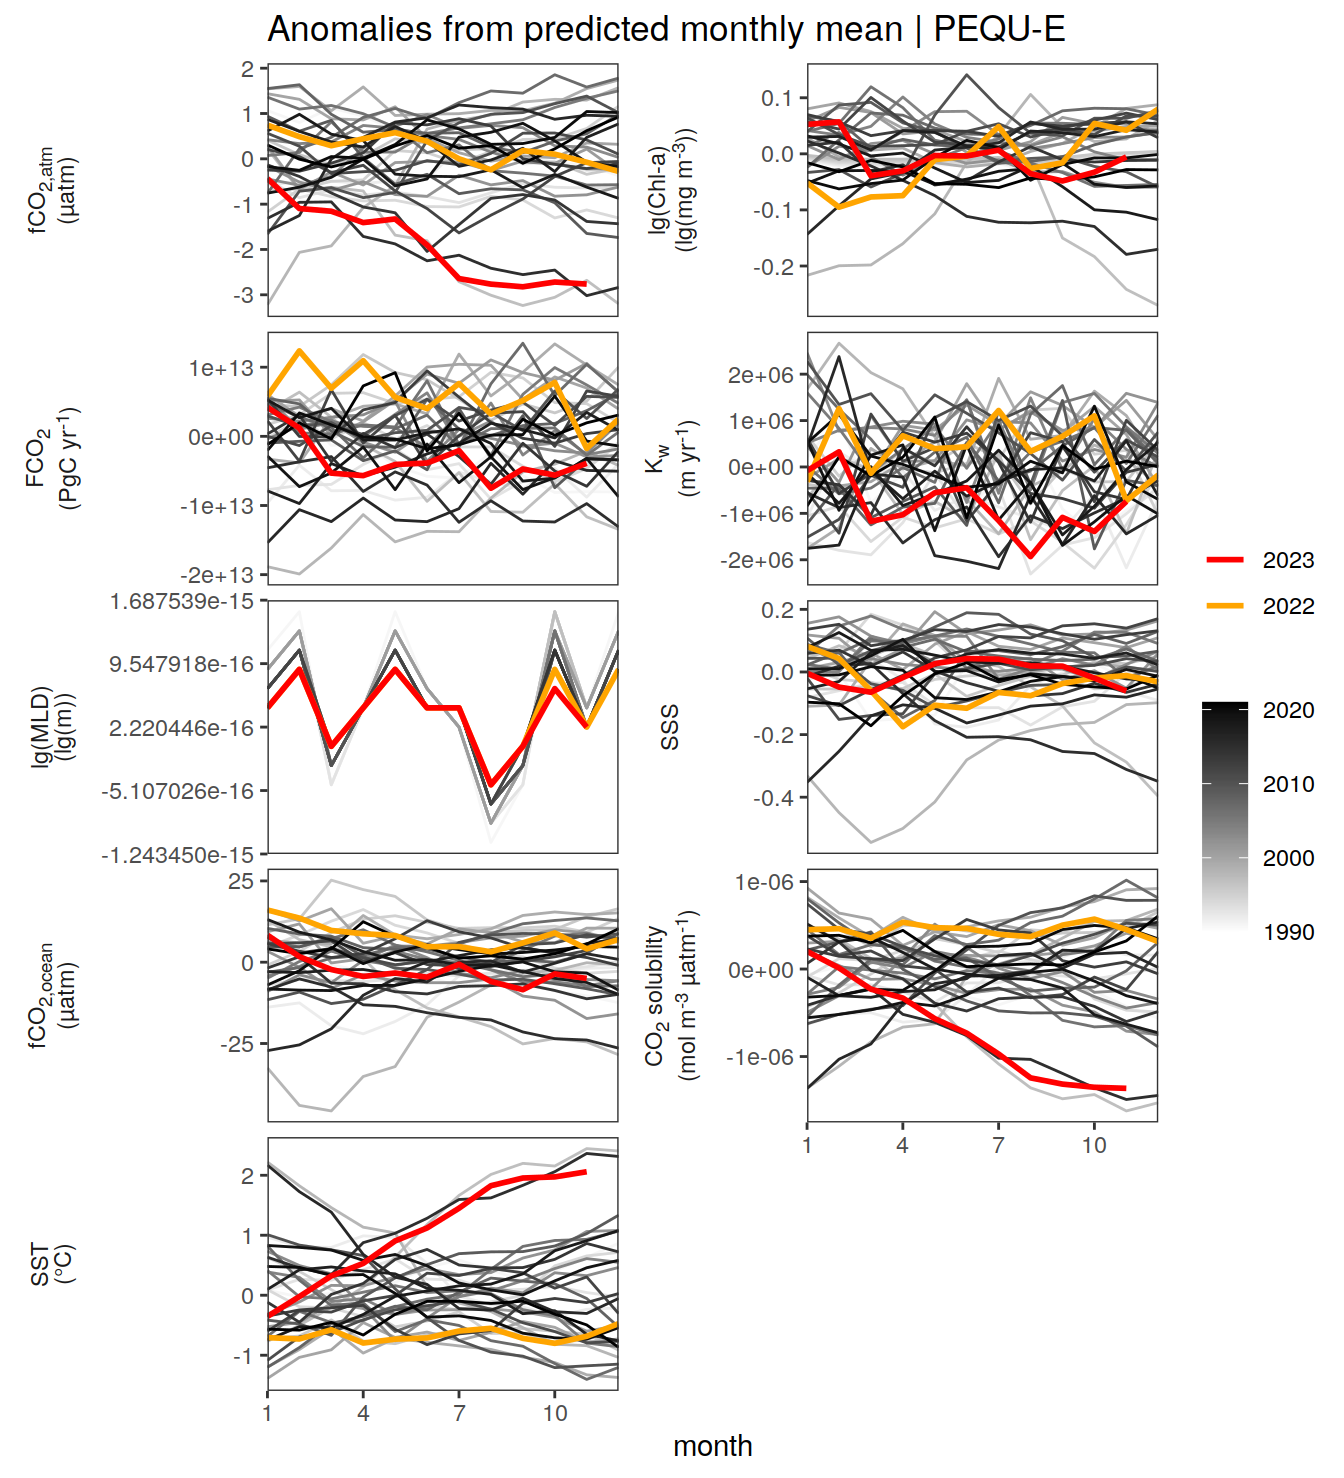 Anomalies from predicted monthly mean | PEQU-E
fCO2,atm
(µatm)
2
1
0
-1
-2
-3
lg(Chl-a)
(lg(mg m-3))
0.1
0.0
-0.1
-0.2
FCO2
(PgC yr-1)
1e+13
0e+00
-1e+13
-2e+13
Kw
(m yr-1)
2e+06
1e+06
0e+00
-1e+06
-2e+06
lg(MLD)
(lg(m))
1.687539e-15
9.547918e-16
2.220446e-16
-5.107026e-16
-1.243450e-15
SSS
0.2
0.0
-0.2
-0.4
fCO2,ocean
(µatm)
25
0
-25
CO2 solubility
(mol m-3 µatm-1)
1e-06
0e+00
-1e-06
1 4 7 10
SST
(°C)
2
1
0
-1
1 4 7 10
month
2023
2022
2020
2010
2000
1990